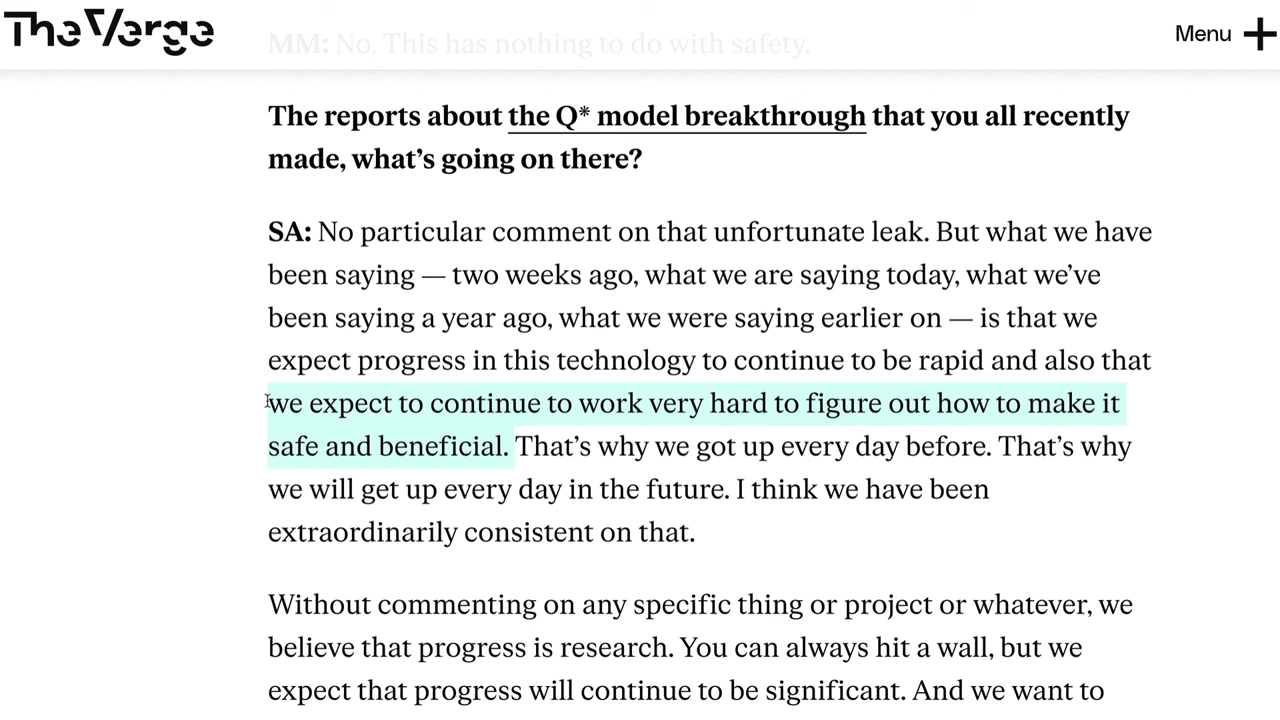 The Verge
Menu
MM: No. This has nothing to do with safety.
The reports about the Q* model breakthrough that you all recently
made, what’s going on there?
SA: No particular comment on that unfortunate leak. But what we have
been saying — two weeks ago, what we are saying today, what we’ve
been saying a year ago, what we were saying earlier on — is that we
expect progress in this technology to continue to be rapid and also that
we expect to continue to work very hard to figure out how to make it
safe and beneficial. That’s why we got up every day before. That’s why
we will get up every day in the future. I think we have been
extraordinarily consistent on that.
Without commenting on any specific thing or project or whatever, we
believe that progress is research. You can always hit a wall, but we
expect that progress will continue to be significant. And we want to